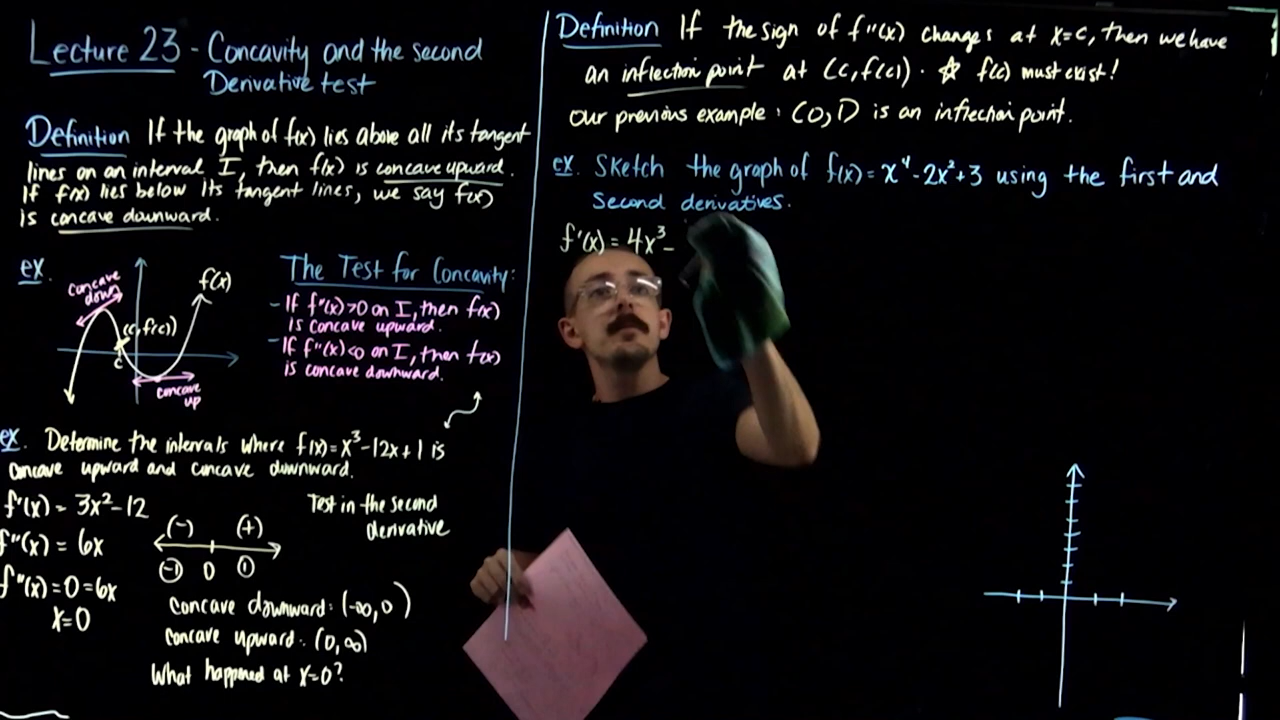 Lecture 23 - Concavity and the second
Derivative test
Definition If the graph of f(x) lies above all its tangent
lines on an interval I, then f(x) is concave upward.
If f(x) lies below its tangent lines, we say f(x)
is concave downward.
ex.
concave
down
f(x)
(c, f(c))
c
concave
up
The Test for Concavity:
- If f''(x)>0 on I, then f(x)
is concave upward.
- If f''(x)<0 on I, then f(x)
is concave downward.
ex. Determine the intervals where f(x)=x³-12x+1 is
concave upward and concave downward.
f'(x) = 3x²-12
f''(x) = 6x
f''(x)=0=6x
x=0
(-) (+)
-1 0 1
Test in the second
derivative
Concave downward: (-∞,0)
Concave upward: (0,∞)
What happened at x=0?
Definition If the sign of f''(x) changes at x=c, then we have
an inflection point at (c,f(c)). ☆ f(c) must exist!
Our previous example: (0,1) is an inflection point.
ex. Sketch the graph of f(x)=x⁴-2x²+3 using the first and
second derivatives.
f'(x) = 4x³-